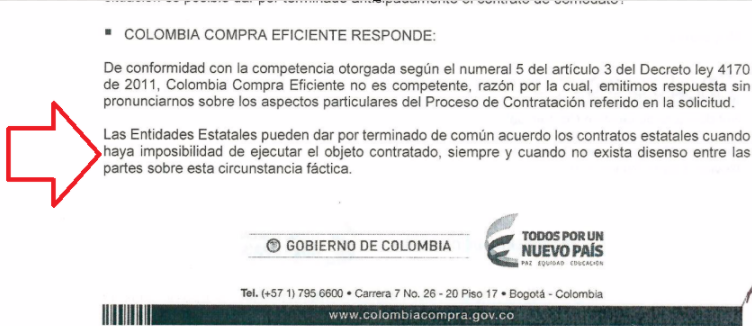 ▪ COLOMBIA COMPRA EFICIENTE RESPONDE:
De conformidad con la competencia otorgada según el numeral 5 del artículo 3 del Decreto ley 4170
de 2011, Colombia Compra Eficiente no es competente, razón por la cual, emitimos respuesta sin
pronunciarnos sobre los aspectos particulares del Proceso de Contratación referido en la solicitud.
Las Entidades Estatales pueden dar por terminado de común acuerdo los contratos estatales cuando
haya imposibilidad de ejecutar el objeto contratado, siempre y cuando no exista disenso entre las
partes sobre esta circunstancia fáctica.
GOBIERNO DE COLOMBIA
TODOS POR UN
NUEVO PAÍS
PAZ EQUIDAD EDUCACIÓN
Tel. (+57 1) 795 6600 • Carrera 7 No. 26 - 20 Piso 17 • Bogotá - Colombia
www.colombiacompra.gov.co